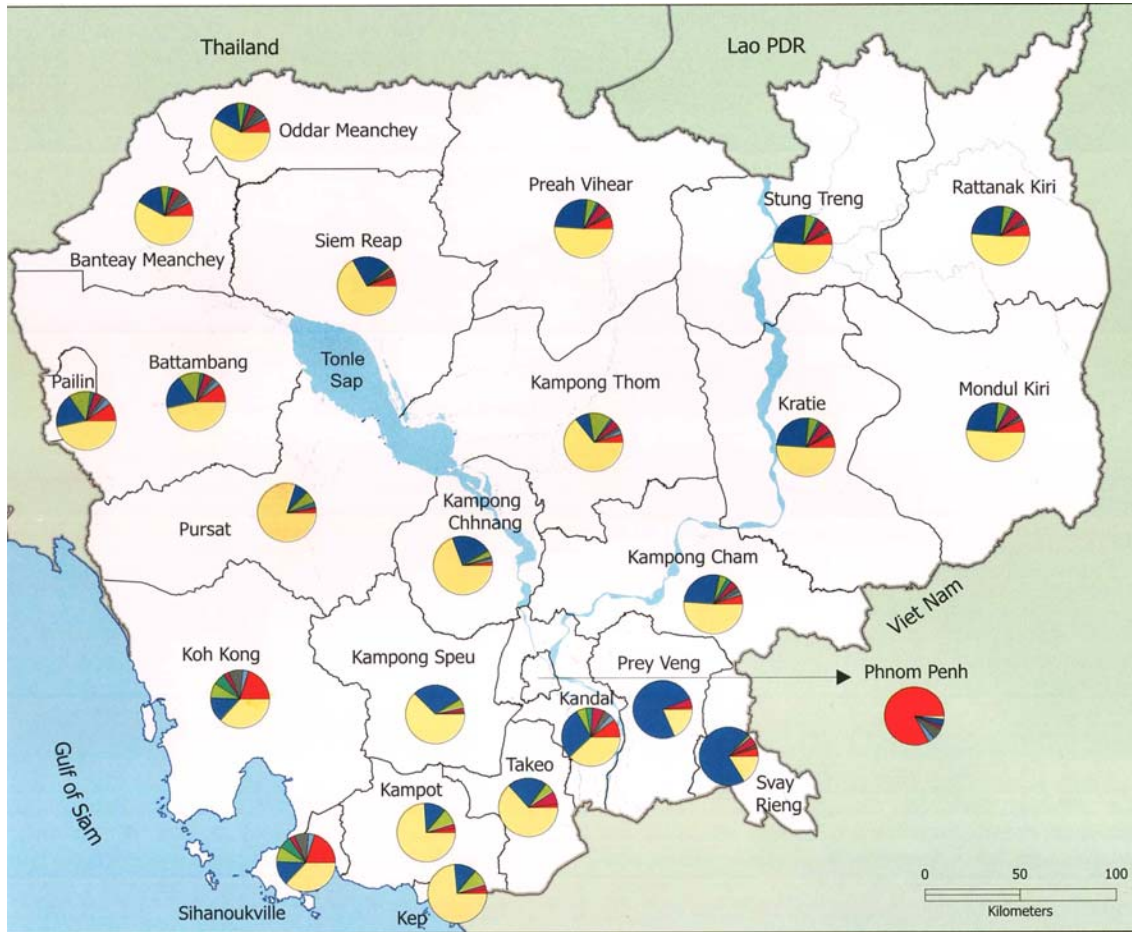 Thailand
Lao PDR
Oddar Meanchey
Preah Vihear
Stung Treng
Rattanak Kiri
Siem Reap
Banteay Meanchey
Tonle
Sap
Battambang
Pailin
Kampong Thom
Kratie
Mondul Kiri
Kampong
Chhnang
Pursat
Kampong Cham
Viet Nam
Koh Kong
Kampong Speu
Prey Veng
Phnom Penh
Kandal
Gulf of Siam
Takeo
Kampot
Svay
Rieng
Sihanoukville
Kep
0 50 100
Kilometers